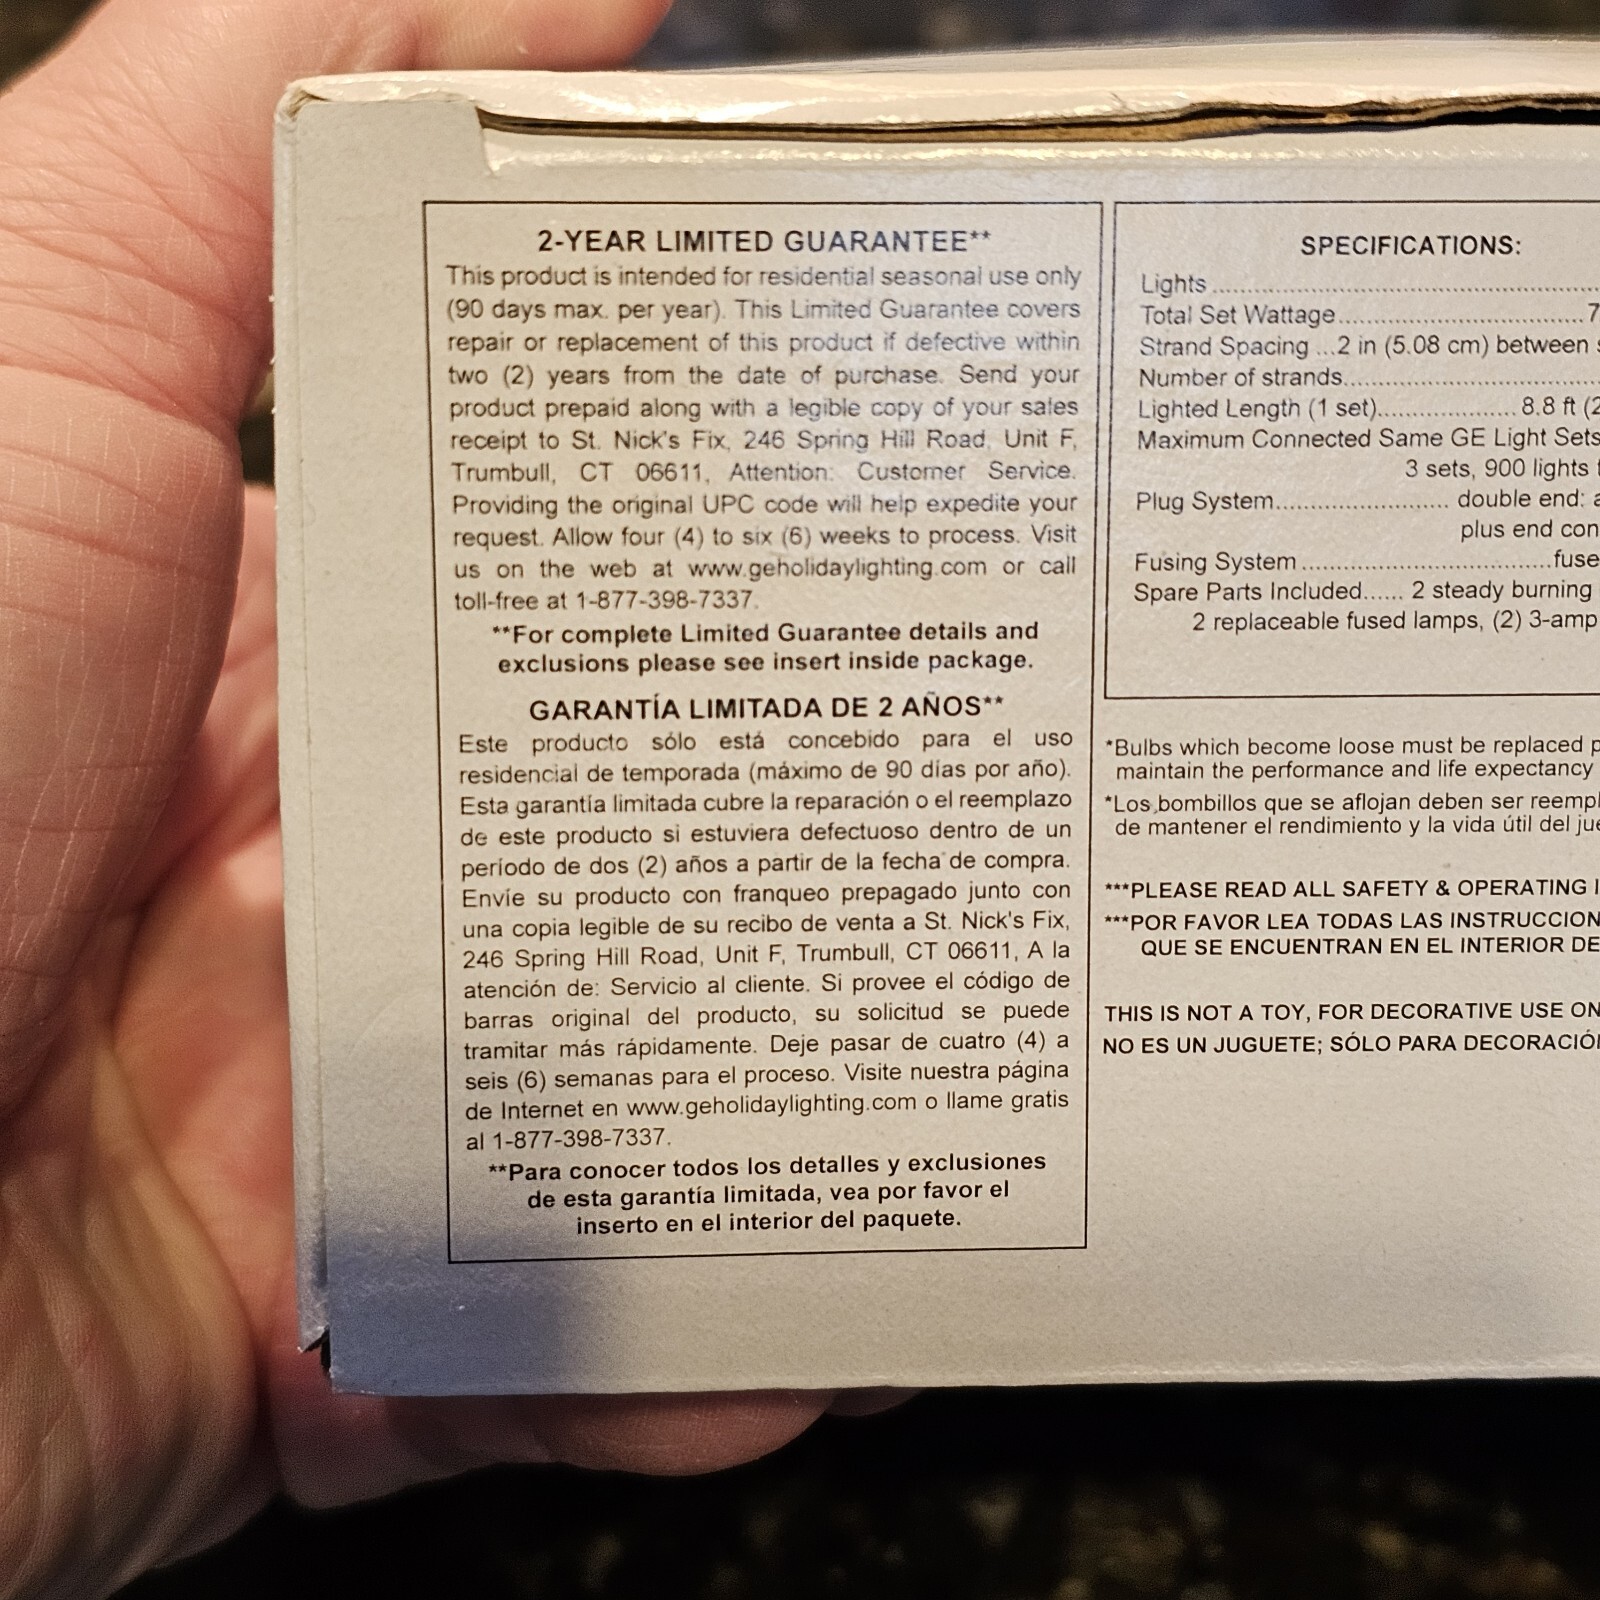 2-YEAR LIMITED GUARANTEE**
This product is intended for residential seasonal use only
(90 days max. per year). This Limited Guarantee covers
repair or replacement of this product if defective within
two (2) years from the date of purchase. Send your
product prepaid along with a legible copy of your sales
receipt to St. Nick's Fix, 246 Spring Hill Road, Unit F,
Trumbull, CT 06611, Attention: Customer Service.
Providing the original UPC code will help expedite your
request. Allow four (4) to six (6) weeks to process. Visit
us on the web at www.geholidaylighting.com or call
toll-free at 1-877-398-7337.
**For complete Limited Guarantee details and
exclusions please see insert inside package.
GARANTÍA LIMITADA DE 2 AÑOS**
Este producto sólo está concebido para el uso
residencial de temporada (máximo de 90 días por año).
Esta garantía limitada cubre la reparación o el reemplazo
de este producto si estuviera defectuoso dentro de un
período de dos (2) años a partir de la fecha de compra.
Envíe su producto con franqueo prepagado junto con
una copia legible de su recibo de venta a St. Nick's Fix,
246 Spring Hill Road, Unit F, Trumbull, CT 06611, A la
atención de: Servicio al cliente. Si provee el código de
barras original del producto, su solicitud se puede
tramitar más rápidamente. Deje pasar de cuatro (4) a
seis (6) semanas para el proceso. Visite nuestra página
de Internet en www.geholidaylighting.com o llame gratis
al 1-877-398-7337.
**Para conocer todos los detalles y exclusiones
de esta garantía limitada, vea por favor el
inserto en el interior del paquete.
SPECIFICATIONS:
Lights
Total Set Wattage.................................7
Strand Spacing ...2 in (5.08 cm) between
Number of strands
Lighted Length (1 set)................... 8.8 ft (2
Maximum Connected Same GE Light Sets
3 sets, 900 lights
Plug System......................... double end:
plus end
Fusing System ..................................fuse
Spare Parts Included...... 2 steady burning
2 replaceable fused lamps, (2) 3-amp
*Bulbs which become loose must be replaced
maintain the performance and life expectancy
*Los bombillos que se aflojan deben ser
de mantener el rendimiento y la vida útil del
***PLEASE READ ALL SAFETY & OPERATING
***POR FAVOR LEA TODAS LAS
QUE SE ENCUENTRAN EN EL INTERIOR
THIS IS NOT A TOY, FOR DECORATIVE USE
NO ES UN JUGUETE; SÓLO PARA